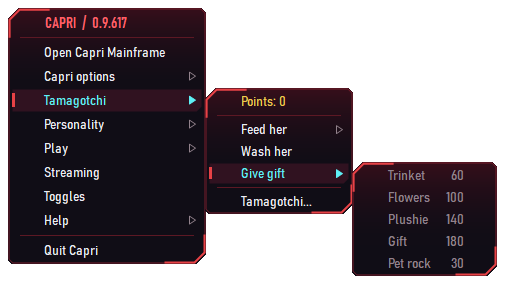 CAPRI / 0.9.617
Open Capri Mainframe
Capri options
Tamagotchi
Personality
Play
Streaming
Toggles
Help
Quit Capri
Points: 0
Feed her
Wash her
Give gift
Tamagotchi...
Trinket 60
Flowers 100
Plushie 140
Gift 180
Pet rock 30